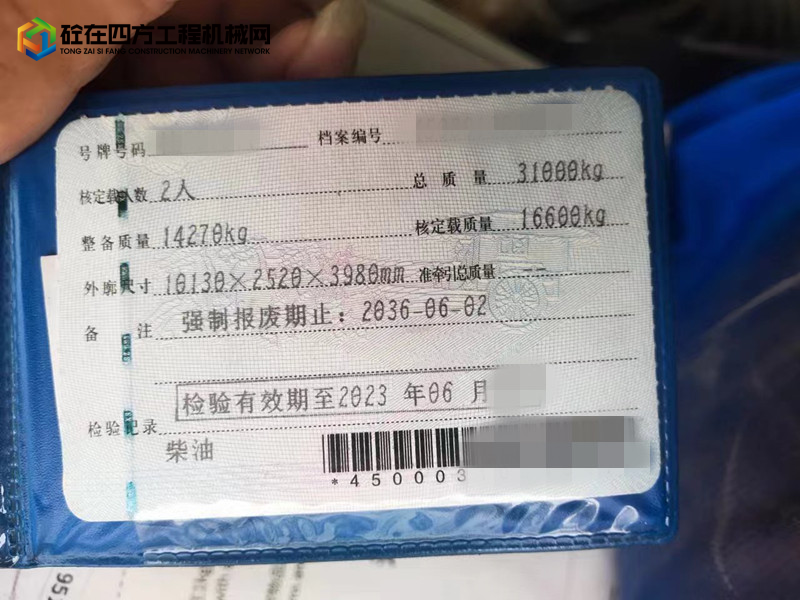 砼在四方工程机械网
TONG ZAI SI FANG CONSTRUCTION MACHINERY NETWORK
号牌号码 档案编号
核定载人数 2人 总质量 31000kg
整备质量 14270kg 核定载质量 16600kg
外廓尺寸 10130×2520×3980mm 准牵引总质量 --
备注 强制报废期止：2036-06-02
检验有效期至2023 年06 月
检验记录
柴油
*450003
95